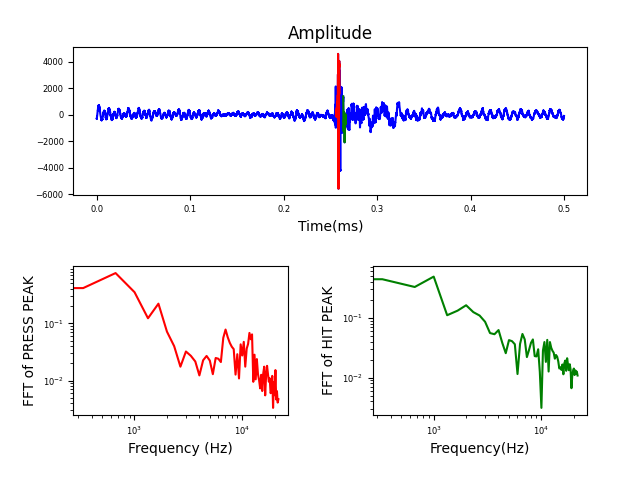 Amplitude
4000
2000
0
−2000
−4000
−6000
0.0 0.1 0.2 0.3 0.4 0.5
Time(ms)
FFT of PRESS PEAK
10⁻¹
10⁻²
10³ 10⁴
Frequency (Hz)
FFT of HIT PEAK
10⁻¹
10⁻²
10³ 10⁴
Frequency(Hz)